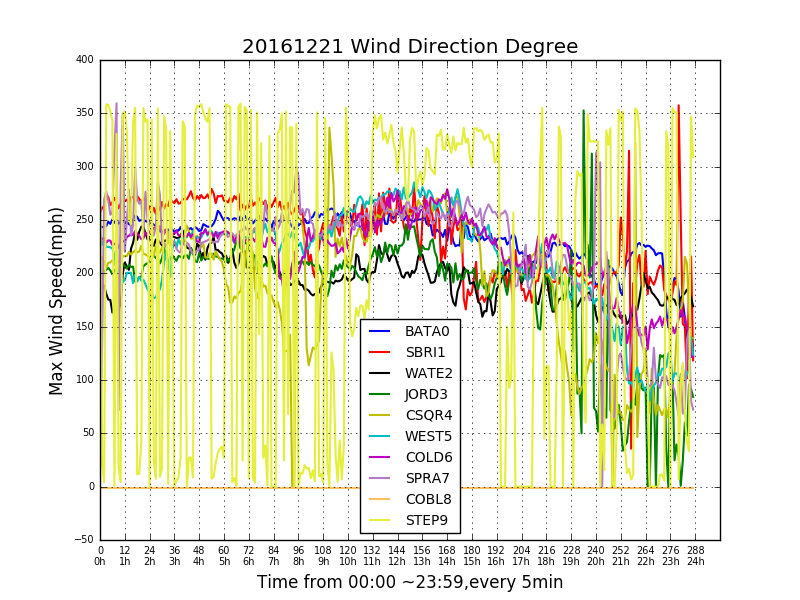 20161221 Wind Direction Degree
Max Wind Speed(mph)
400
350
300
250
200
150
100
50
0
−50
BATA0
SBRI1
WATE2
JORD3
CSQR4
WEST5
COLD6
SPRA7
COBL8
STEP9
0 12 24 36 48 60 72 84 96 108 120 132 144 156 168 180 192 204 216 228 240 252 264 276 288
0h 1h 2h 3h 4h 5h 6h 7h 8h 9h 10h 11h 12h 13h 14h 15h 16h 17h 18h 19h 20h 21h 22h 23h 24h
Time from 00:00 ~23:59,every 5min